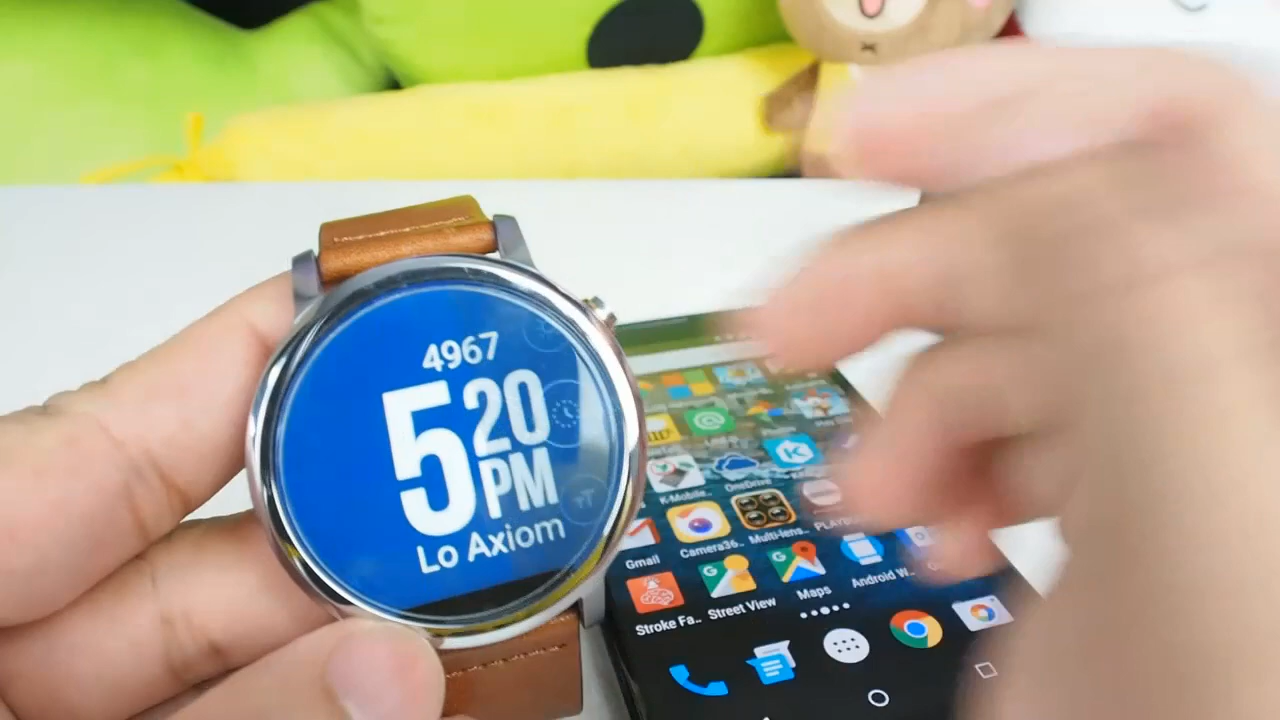 4967
5 20
PM
Lo Axiom
K-Mobile..
OneDrive
Gmail
Camera36..
Multi-lens..
Stroke Fa..
Street View
Maps
Android W..